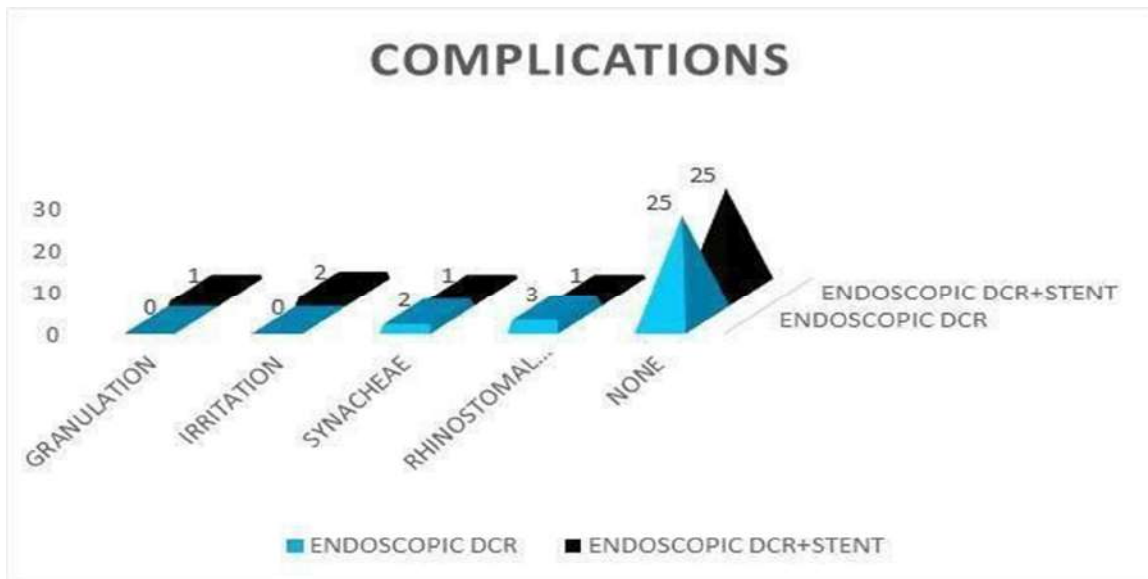 COMPLICATIONS
30
20
10
0
0
1
0
2
2
1
3
1
25
25
GRANULATION
IRRITATION
SYNACHEAE
RHINOSTOMAL...
NONE
ENDOSCOPIC DCR+STENT
ENDOSCOPIC DCR
ENDOSCOPIC DCR ENDOSCOPIC DCR+STENT